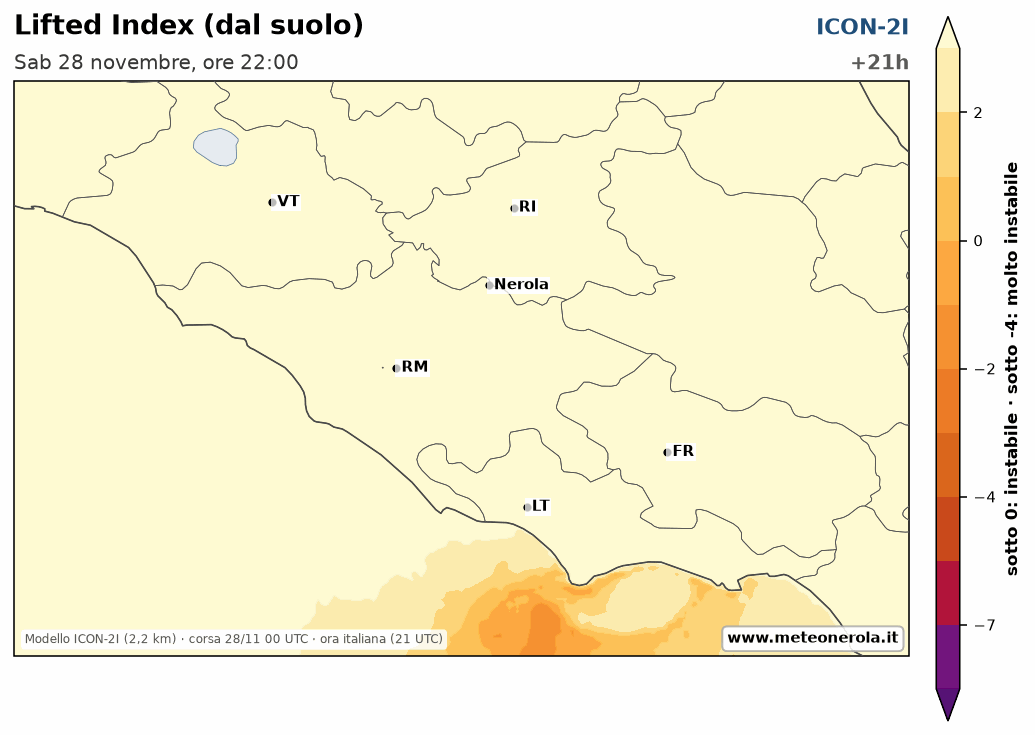 Lifted Index (dal suolo)
ICON-2I
Sab 28 novembre, ore 22:00
+21h
VT
RI
Nerola
RM
FR
LT
Modello ICON-2I (2,2 km) · corsa 28/11 00 UTC · ora italiana (21 UTC)
www.meteonerola.it
2
0
−2
−4
−7
sotto 0: instabile · sotto -4: molto instabile